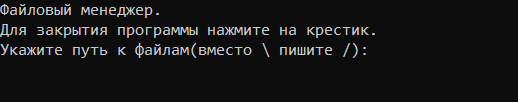 Файловый менеджер.
Для закрытия программы нажмите на крестик.
Укажите путь к файлам(вместо \ пишите /):